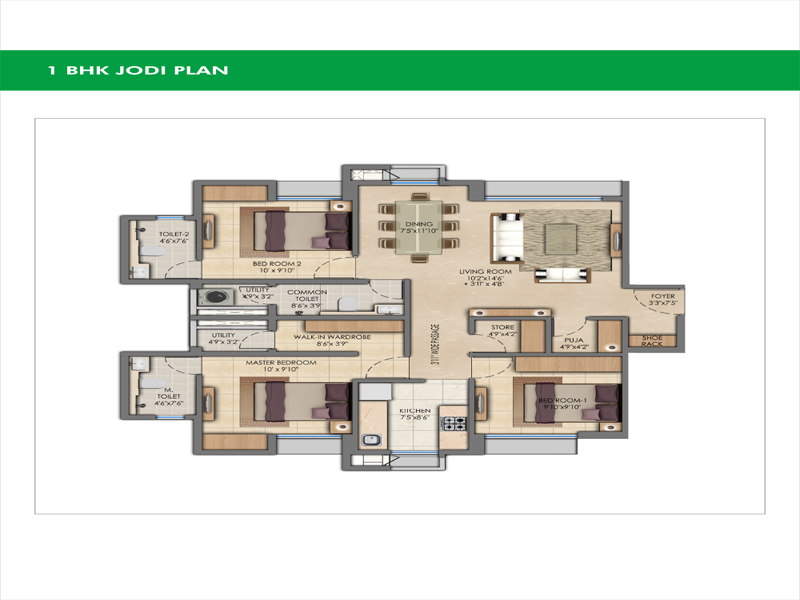 1 BHK JODI PLAN
TOILET-2
4'6"x7'6"
BED ROOM 2
10' x 9'10"
DINING
7'5"x11'10"
LIVING ROOM
10'2"x14'6"
+ 3'11" x 4'8"
FOYER
3'3"x7'5"
SHOE
RACK
UTILITY
4'9"x 3'2"
COMMON
TOILET
8'6"x 3'9"
UTILITY
4'9"x 3'2"
WALK-IN WARDROBE
8'6"x 3'9"
3'11" WIDE PASSAGE
STORE
4'9"x4'2"
PUJA
4'9"x4'2"
MASTER BEDROOM
10' x 9'10"
M.
TOILET
4'6"x7'6"
KITCHEN
7'5"x8'6"
BED ROOM-1
9'10"x9'10"